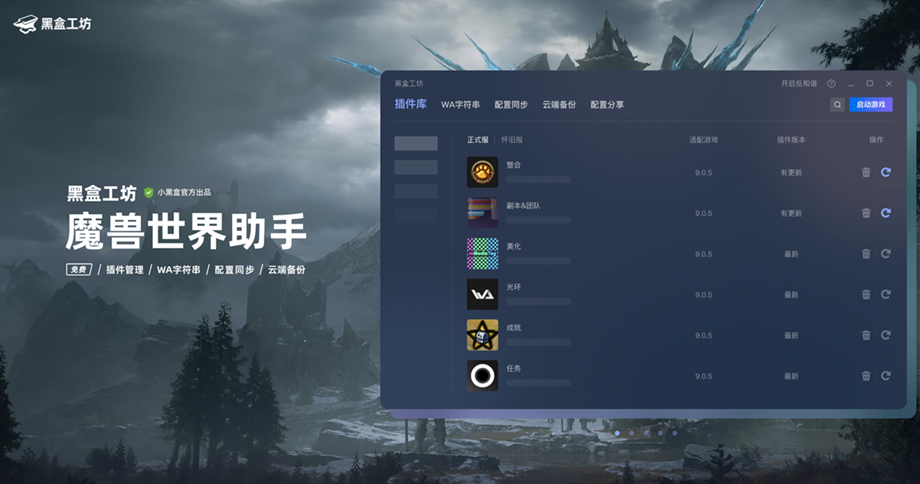 黑盒工坊
黑盒工坊 小黑盒官方出品
魔兽世界助手
免费 / 插件管理 / WA字符串 / 配置同步 / 云端备份
黑盒工坊 开启反和谐
插件库 WA字符串 配置同步 云端备份 配置分享 启动游戏
正式服 怀旧服 适配游戏 插件版本 操作
整合 9.0.5 有更新
副本&团队 9.0.5 有更新
美化 9.0.5 最新
光环 9.0.5 最新
成就 9.0.5 最新
任务 9.0.5 最新